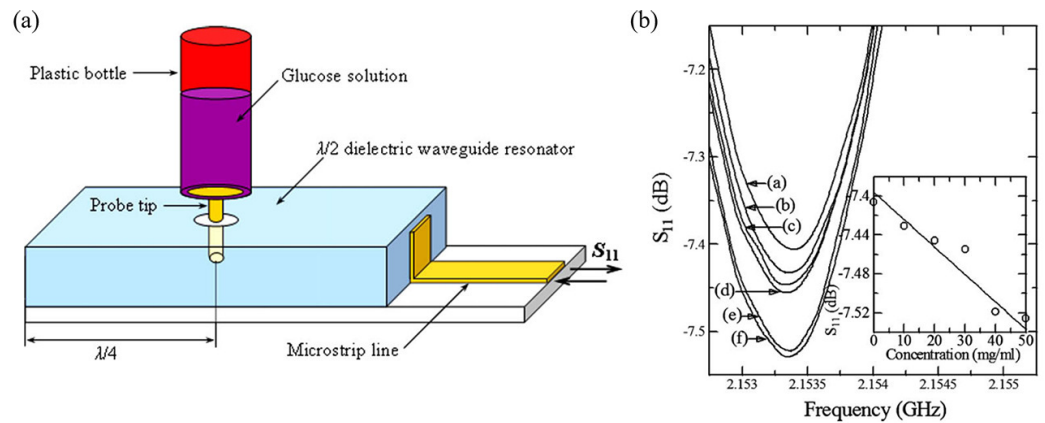 (a)
Plastic bottle
Glucose solution
λ/2 dielectric waveguide resonator
Probe tip
S11
Microstrip line
λ/4
(b)
S11 (dB)
-7.2
-7.3
-7.4
-7.5
(a)
(b)
(c)
(d)
(e)
(f)
S11 (dB)
-7.4
-7.44
-7.48
-7.52
0 10 20 30 40 50
Concentration (mg/ml)
2.153 2.1535 2.154 2.1545 2.155
Frequency (GHz)